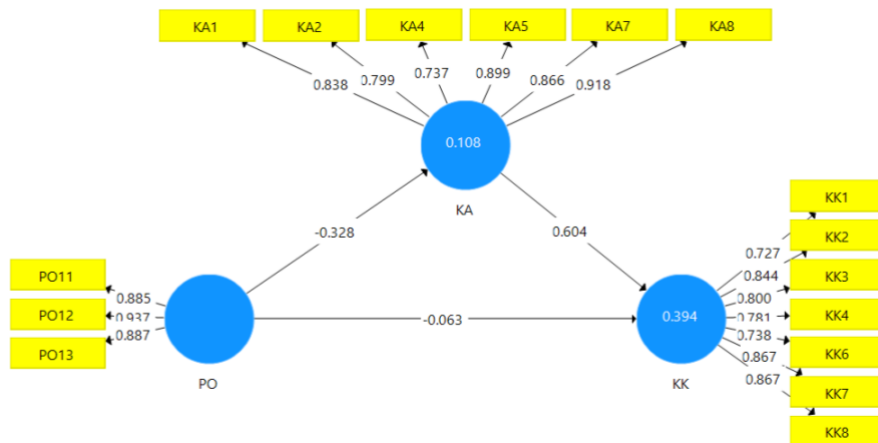 KA1 KA2 KA4 KA5 KA7 KA8
0.838 0.799 0.737 0.899 0.866 0.918
0.108
KA
KK1
-0.328
0.604
0.727
KK2
0.844
PO11
KK3
0.885
0.800
PO12
0.937
-0.063
0.394
0.781
KK4
0.887
0.738
PO13
KK6
0.867
PO
KK
0.867
KK7
KK8